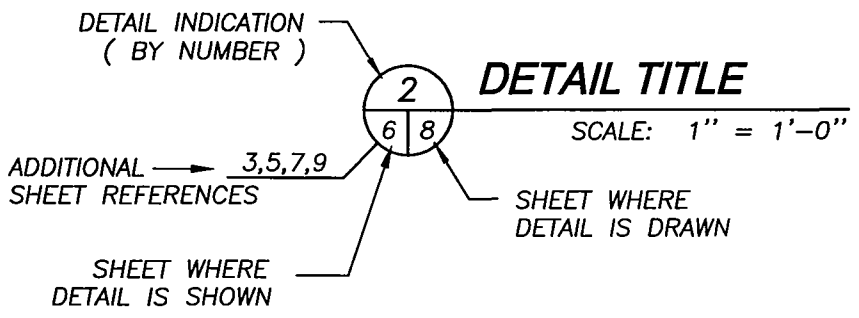 DETAIL INDICATION
( BY NUMBER )
2
DETAIL TITLE
6 8
SCALE: 1" = 1'-0"
ADDITIONAL
SHEET REFERENCES
3,5,7,9
SHEET WHERE
DETAIL IS DRAWN
SHEET WHERE
DETAIL IS SHOWN